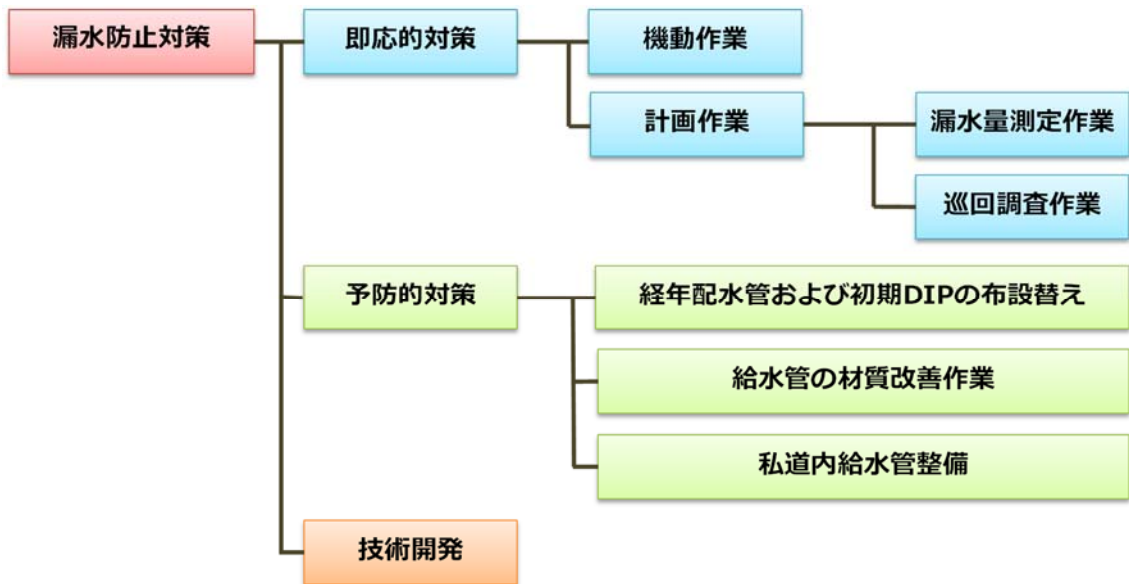 漏水防止対策
即応的対策
機動作業
計画作業
漏水量測定作業
巡回調査作業
予防的対策
経年配水管および初期DIPの布設替え
給水管の材質改善作業
私道内給水管整備
技術開発